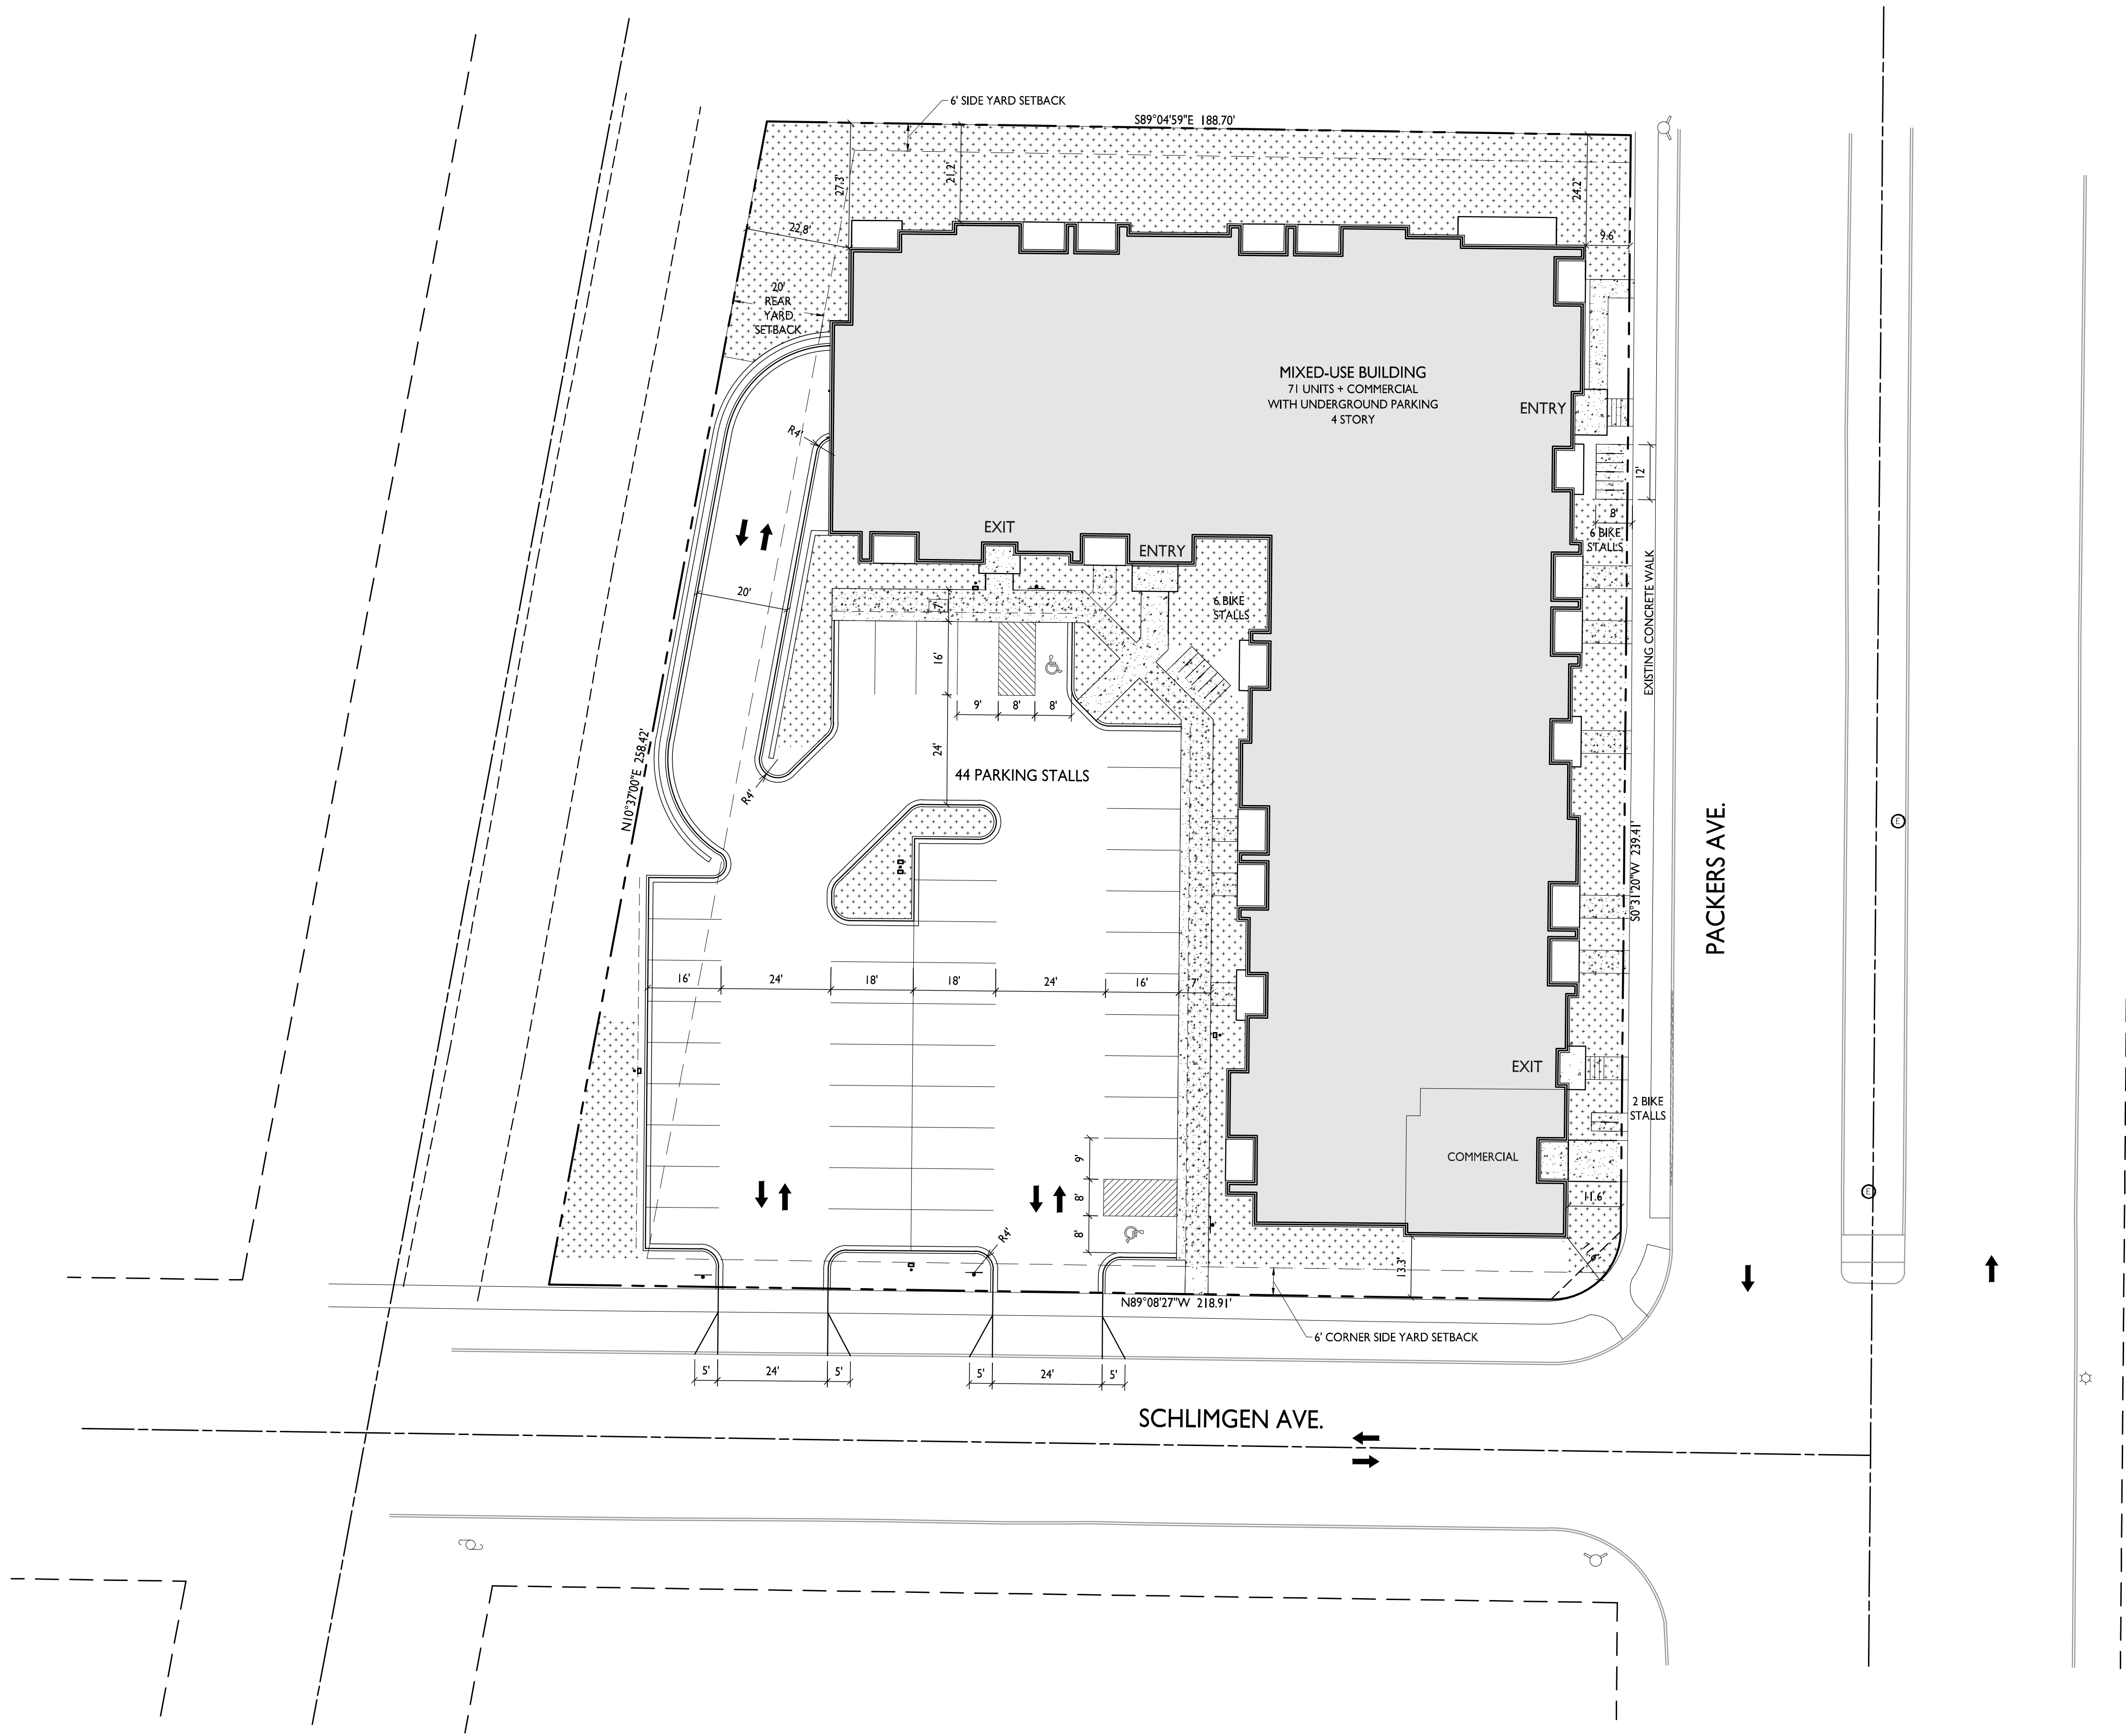 6' SIDE YARD SETBACK
S89°04'59"E 188.70'
27.3'
21.2'
24.2'
22.8'
9.6'
20'
REAR
YARD
SETBACK
MIXED-USE BUILDING
71 UNITS + COMMERCIAL
WITH UNDERGROUND PARKING
4 STORY
ENTRY
R4'
12'
8'
6 BIKE
STALLS
EXIT
ENTRY
EXISTING CONCRETE WALK
20'
7'
6 BIKE
STALLS
16'
9'
8'
8'
24'
44 PARKING STALLS
R4'
N10°37'00"E 258.42'
PACKERS AVE.
E
S0°31'20"W 239.41'
16'
24'
18'
18'
24'
16'
7'
EXIT
2 BIKE
STALLS
COMMERCIAL
9'
8'
8'
E
11.6'
R4'
13.3'
N89°08'27"W 218.91'
6' CORNER SIDE YARD SETBACK
5'
24'
5'
5'
24'
5'
SCHLIMGEN AVE.